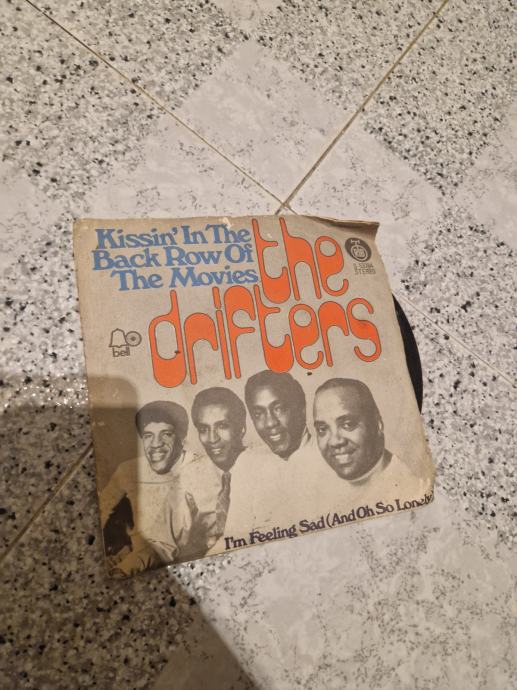 Kissin' In The
Back Row Of
The Movies
the
drifters
STEREO
bell
I'm Feeling Sad (And Oh So Lonely)